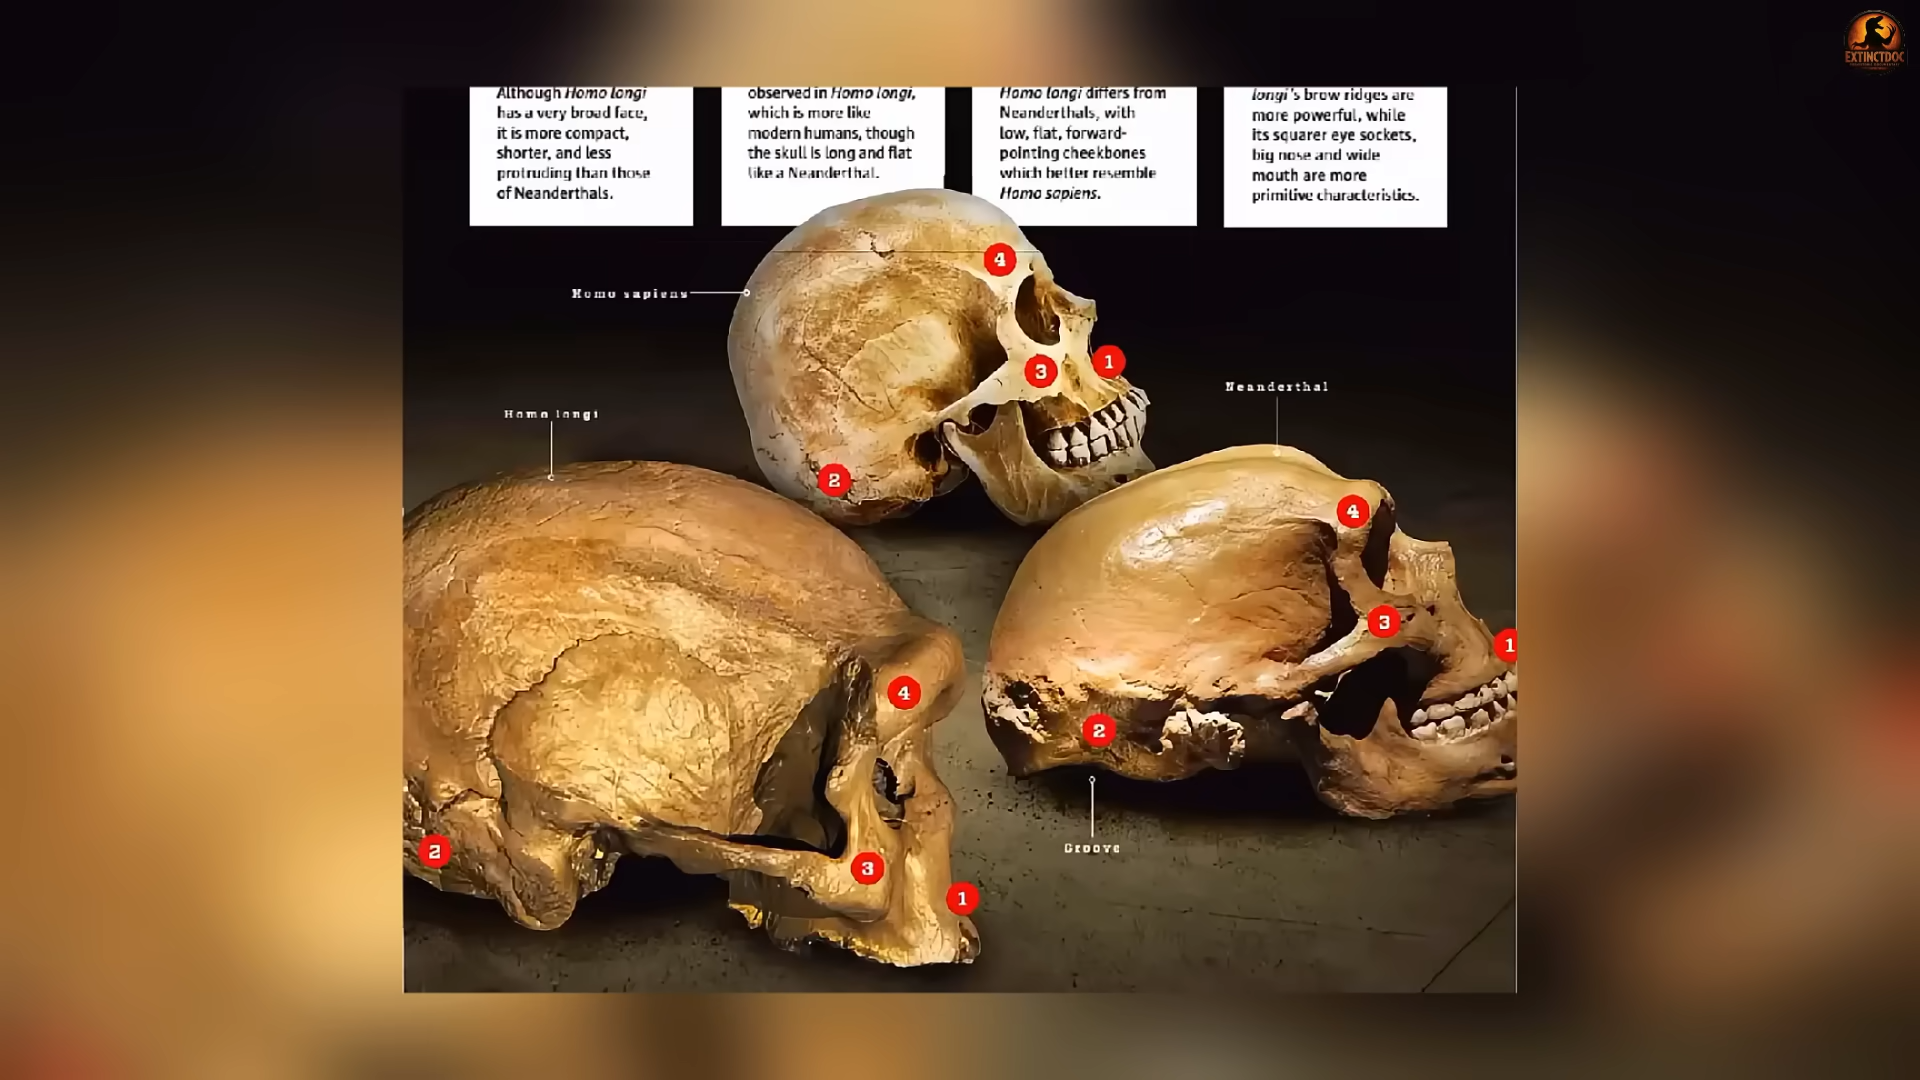 EXTINCTDOC
Although Homo longi
has a very broad face,
it is more compact,
shorter, and less
protruding than those
of Neanderthals.
observed in Homo longi,
which is more like
modern humans, though
the skull is long and flat
like a Neanderthal.
Homo longi differs from
Neanderthals, with
low, flat, forward-
pointing cheekbones
which better resemble
Homo sapiens.
longi's brow ridges are
more powerful, while
its squarer eye sockets,
big nose and wide
mouth are more
primitive characteristics.
4
Homo sapiens
3
1
2
Neanderthal
Homo longi
4
3
1
2
Groove
4
2
3
1